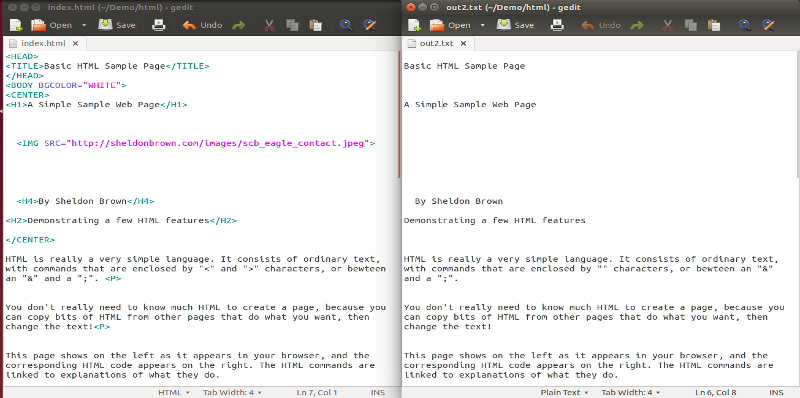 index.html (~/Demo/html) - gedit
Open
Save
Undo
index.html
<HEAD>
<TITLE>Basic HTML Sample Page</TITLE>
</HEAD>
<BODY BGCOLOR="WHITE">
<CENTER>
<H1>A Simple Sample Web Page</H1>
<IMG SRC="http://sheldonbrown.com/images/scb_eagle_contact.jpeg">
<H4>By Sheldon Brown</H4>
<H2>Demonstrating a few HTML features</H2>
</CENTER>
HTML is really a very simple language. It consists of ordinary text,
with commands that are enclosed by "<" and ">" characters, or bewteen
an "&" and a ";". <P>
You don't really need to know much HTML to create a page, because you
can copy bits of HTML from other pages that do what you want, then
change the text!<P>
This page shows on the left as it appears in your browser, and the
corresponding HTML code appears on the right. The HTML commands are
linked to explanations of what they do.
HTML Tab Width: 4 Ln 7, Col 1 INS
out2.txt (~/Demo/html) - gedit
Open
Save
Undo
out2.txt
Basic HTML Sample Page
A Simple Sample Web Page
By Sheldon Brown
Demonstrating a few HTML features
HTML is really a very simple language. It consists of ordinary text,
with commands that are enclosed by "" characters, or bewteen an "&"
and a ";".
You don't really need to know much HTML to create a page, because you
can copy bits of HTML from other pages that do what you want, then
change the text!
This page shows on the left as it appears in your browser, and the
corresponding HTML code appears on the right. The HTML commands are
linked to explanations of what they do.
Plain Text Tab Width: 4 Ln 6, Col 8 INS